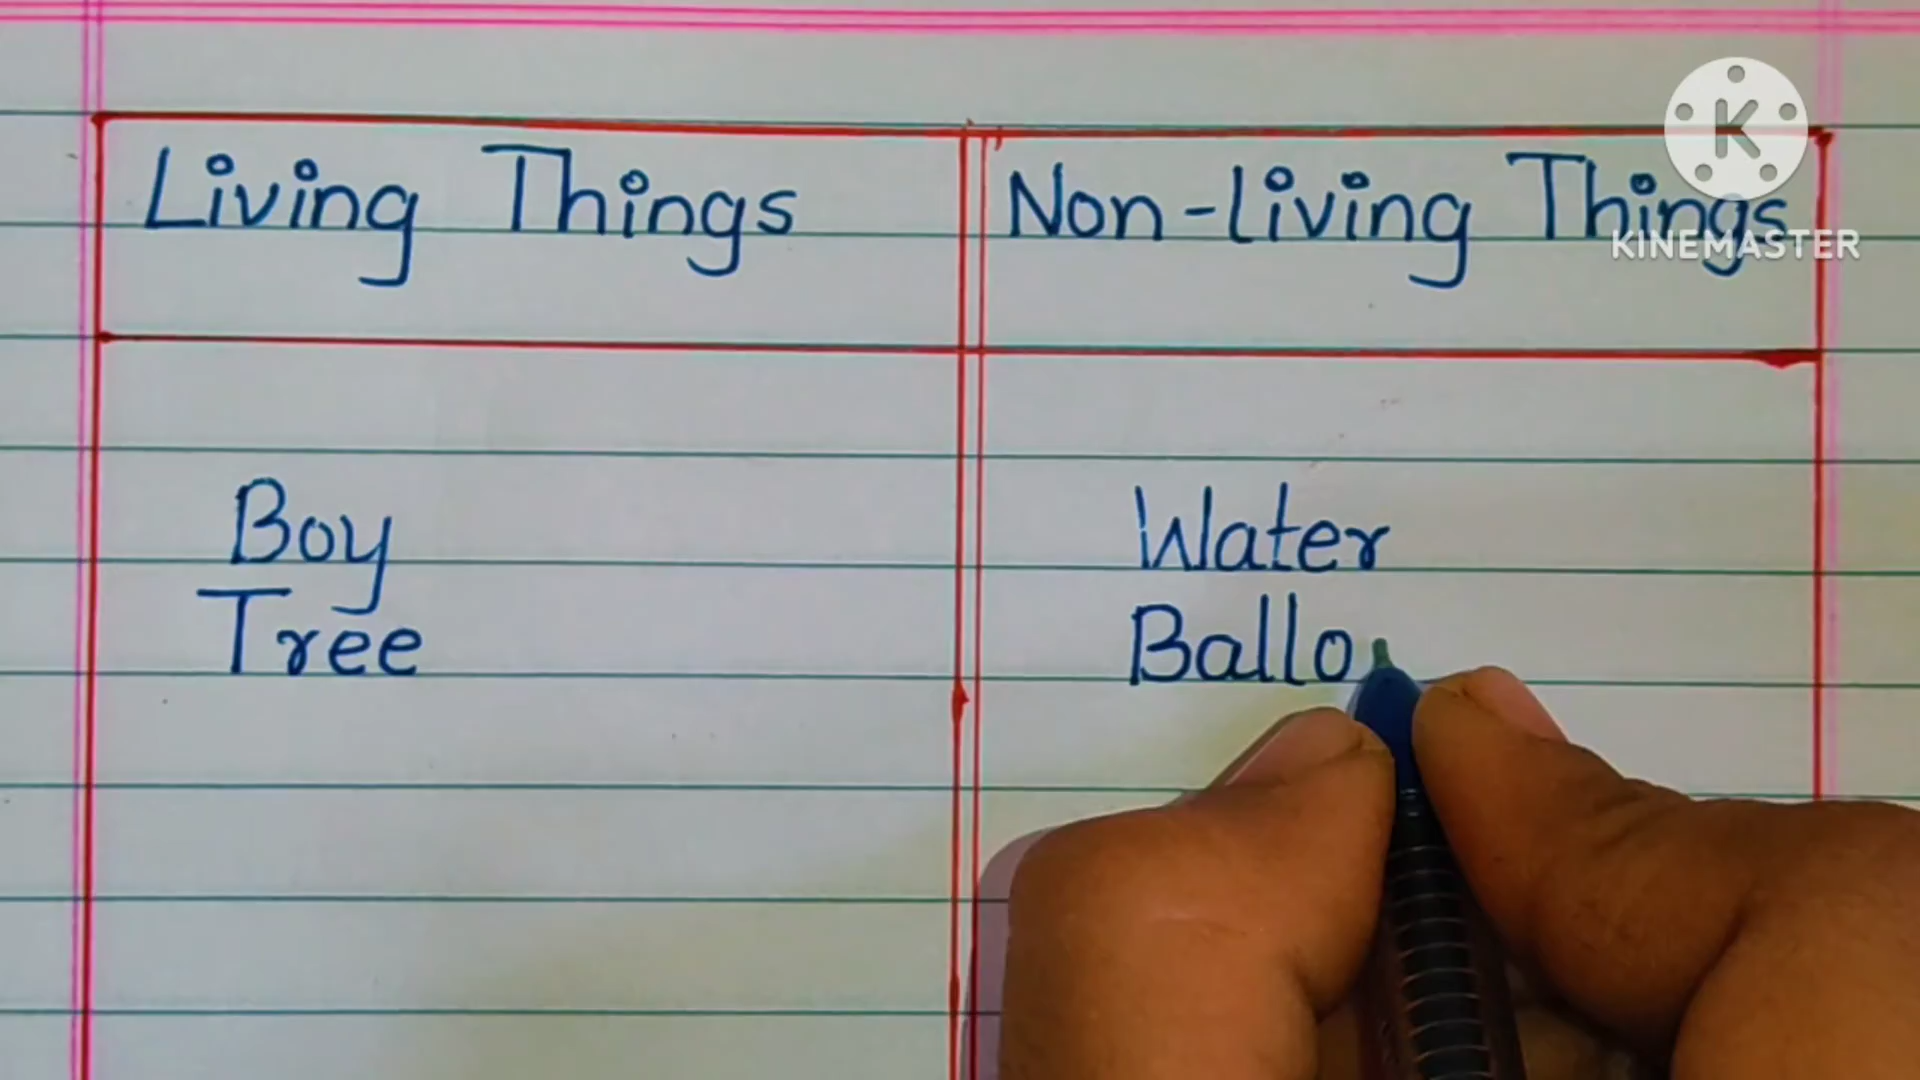 Living Things
Non-living Things
KINEMASTER
Boy
Water
Tree
Ballo